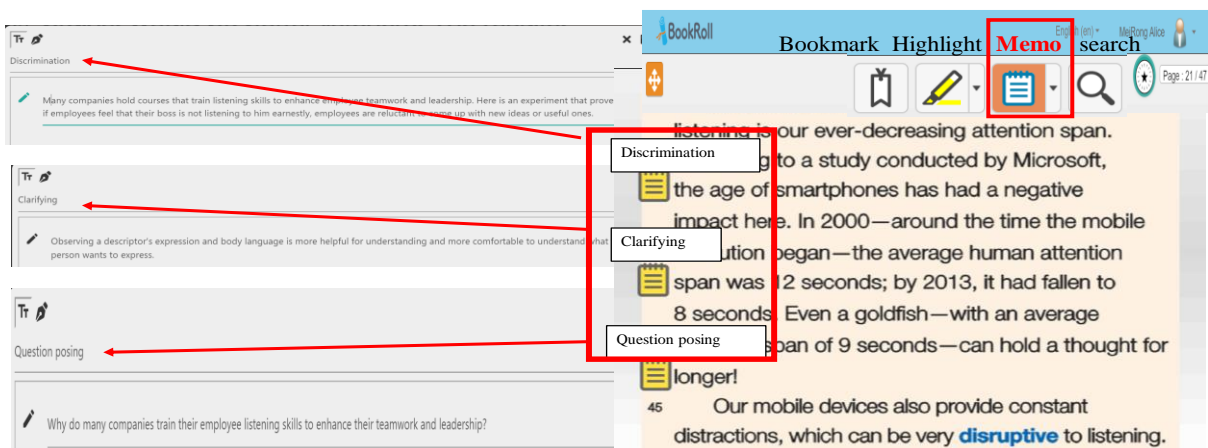 Tr
Discrimination
Many companies hold courses that train listening skills to enhance employee teamwork and leadership. Here is an experiment that prove
if employees feel that their boss is not listening to him earnestly, employees are reluctant to come up with new ideas or useful ones.
Tr
Clarifying
Observing a descriptor's expression and body language is more helpful for understanding and more comfortable to understand what
person wants to express.
Tr
Question posing
Why do many companies train their employee listening skills to enhance their teamwork and leadership?
BookRoll
English (en)
MeiRong Alice
Bookmark Highlight Memo search
Page : 21 / 47
listening is our ever-decreasing attention span.
Discrimination
to a study conducted by Microsoft,
the age of smartphones has had a negative
impact here. In 2000—around the time the mobile
Clarifying
began—the average human attention
span was 12 seconds; by 2013, it had fallen to
8 seconds. Even a goldfish—with an average
Question posing
span of 9 seconds—can hold a thought for
longer!
45 Our mobile devices also provide constant
distractions, which can be very disruptive to listening.